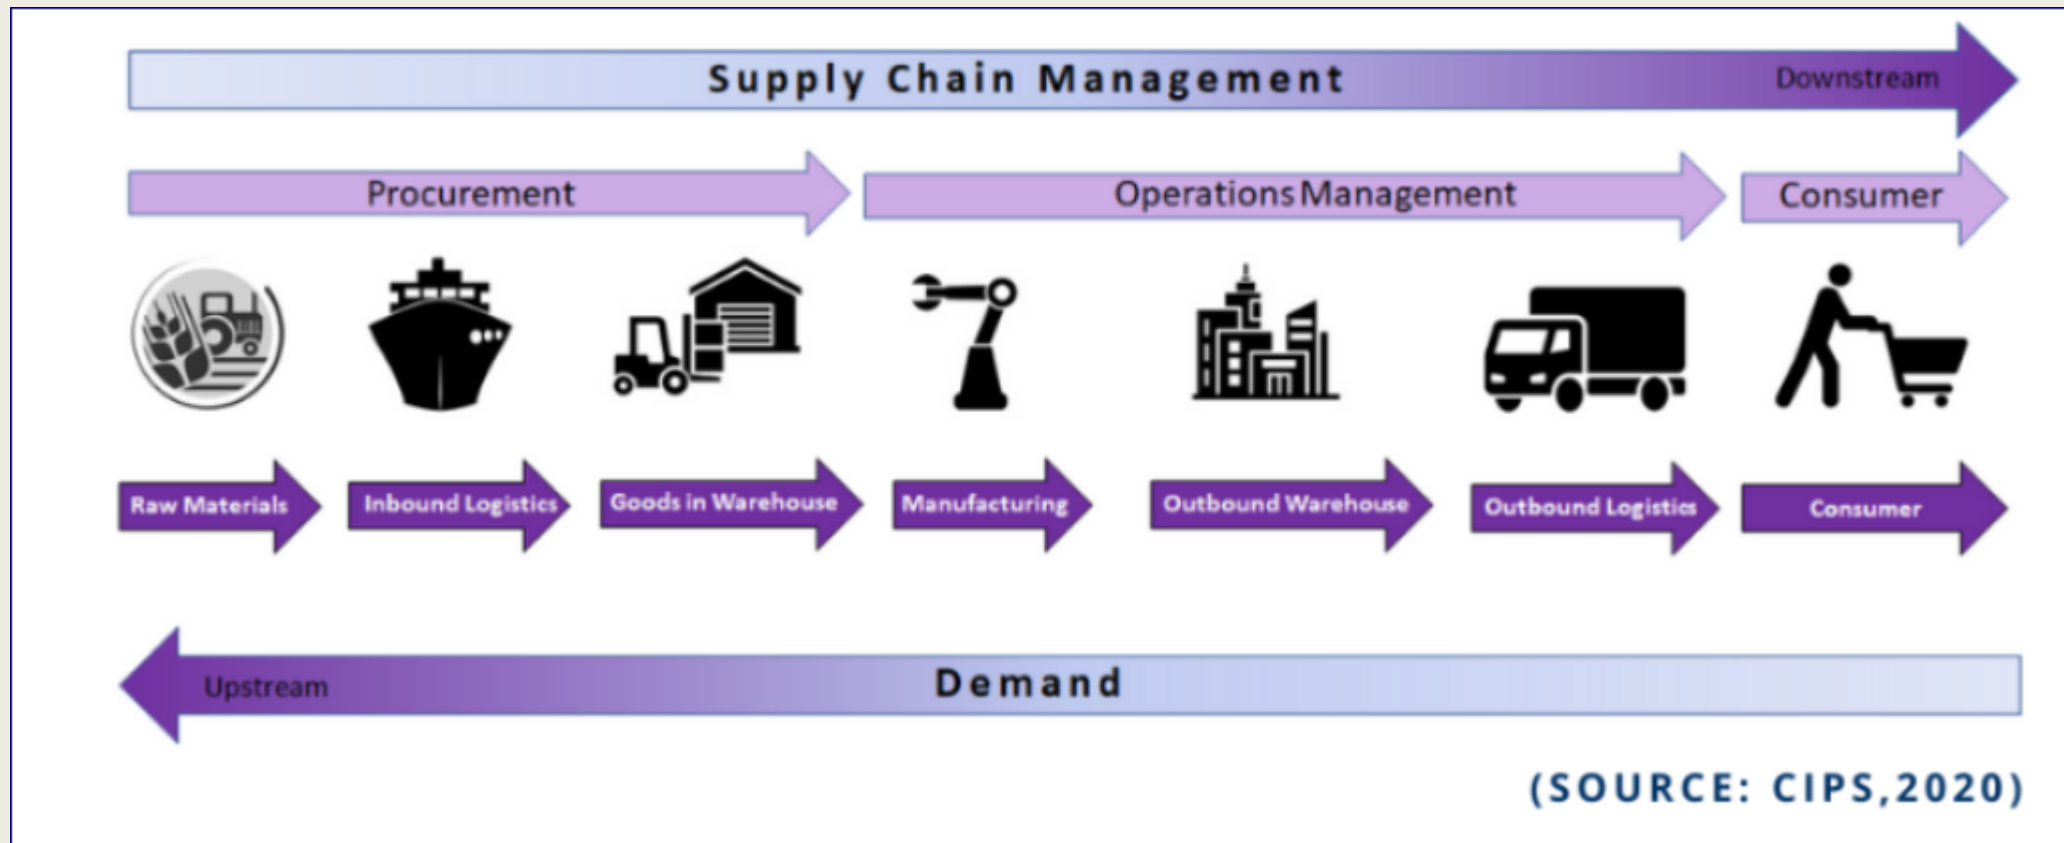 Supply Chain Management
Downstream
Procurement
Operations Management
Consumer
Raw Materials
Inbound Logistics
Goods in Warehouse
Manufacturing
Outbound Warehouse
Outbound Logistics
Consumer
Upstream
Demand
(SOURCE: CIPS,2020)